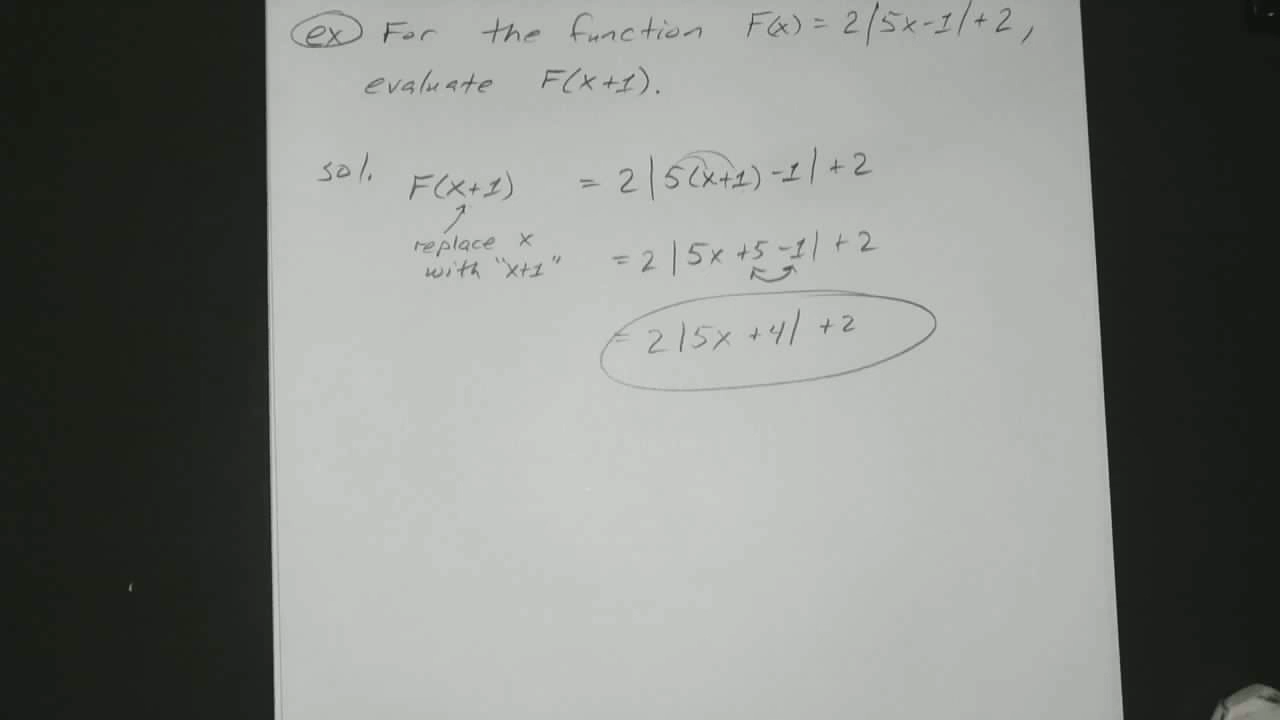 ex For the function F(x) = 2|5x-1|+2,
evaluate F(x+1).
sol. F(x+1) = 2|5(x+1)-1|+2
replace x
with "x+1"
= 2|5x+5-1|+2
= 2|5x+4|+2